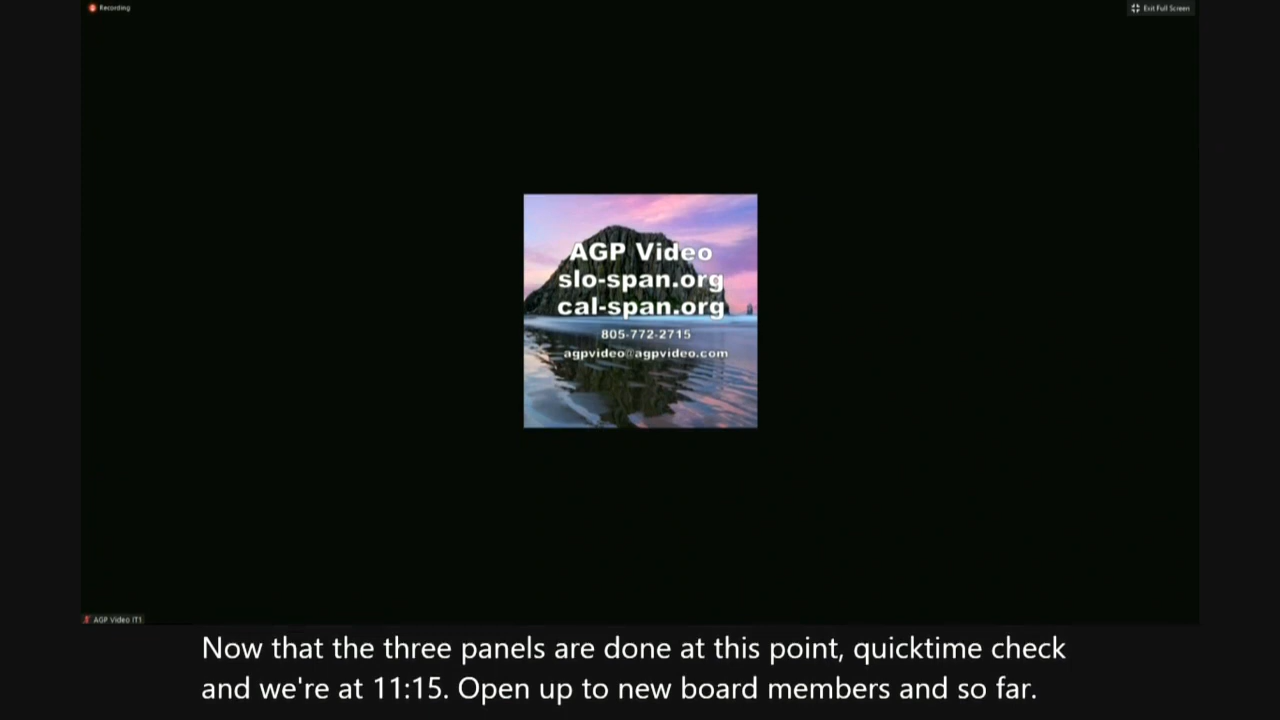 Recording
Exit Full Screen
AGP Video
slo-span.org
cal-span.org
805-772-2715
agpvideo@agpvideo.com
AGP Video IT1
Now that the three panels are done at this point, quicktime check
and we're at 11:15. Open up to new board members and so far.